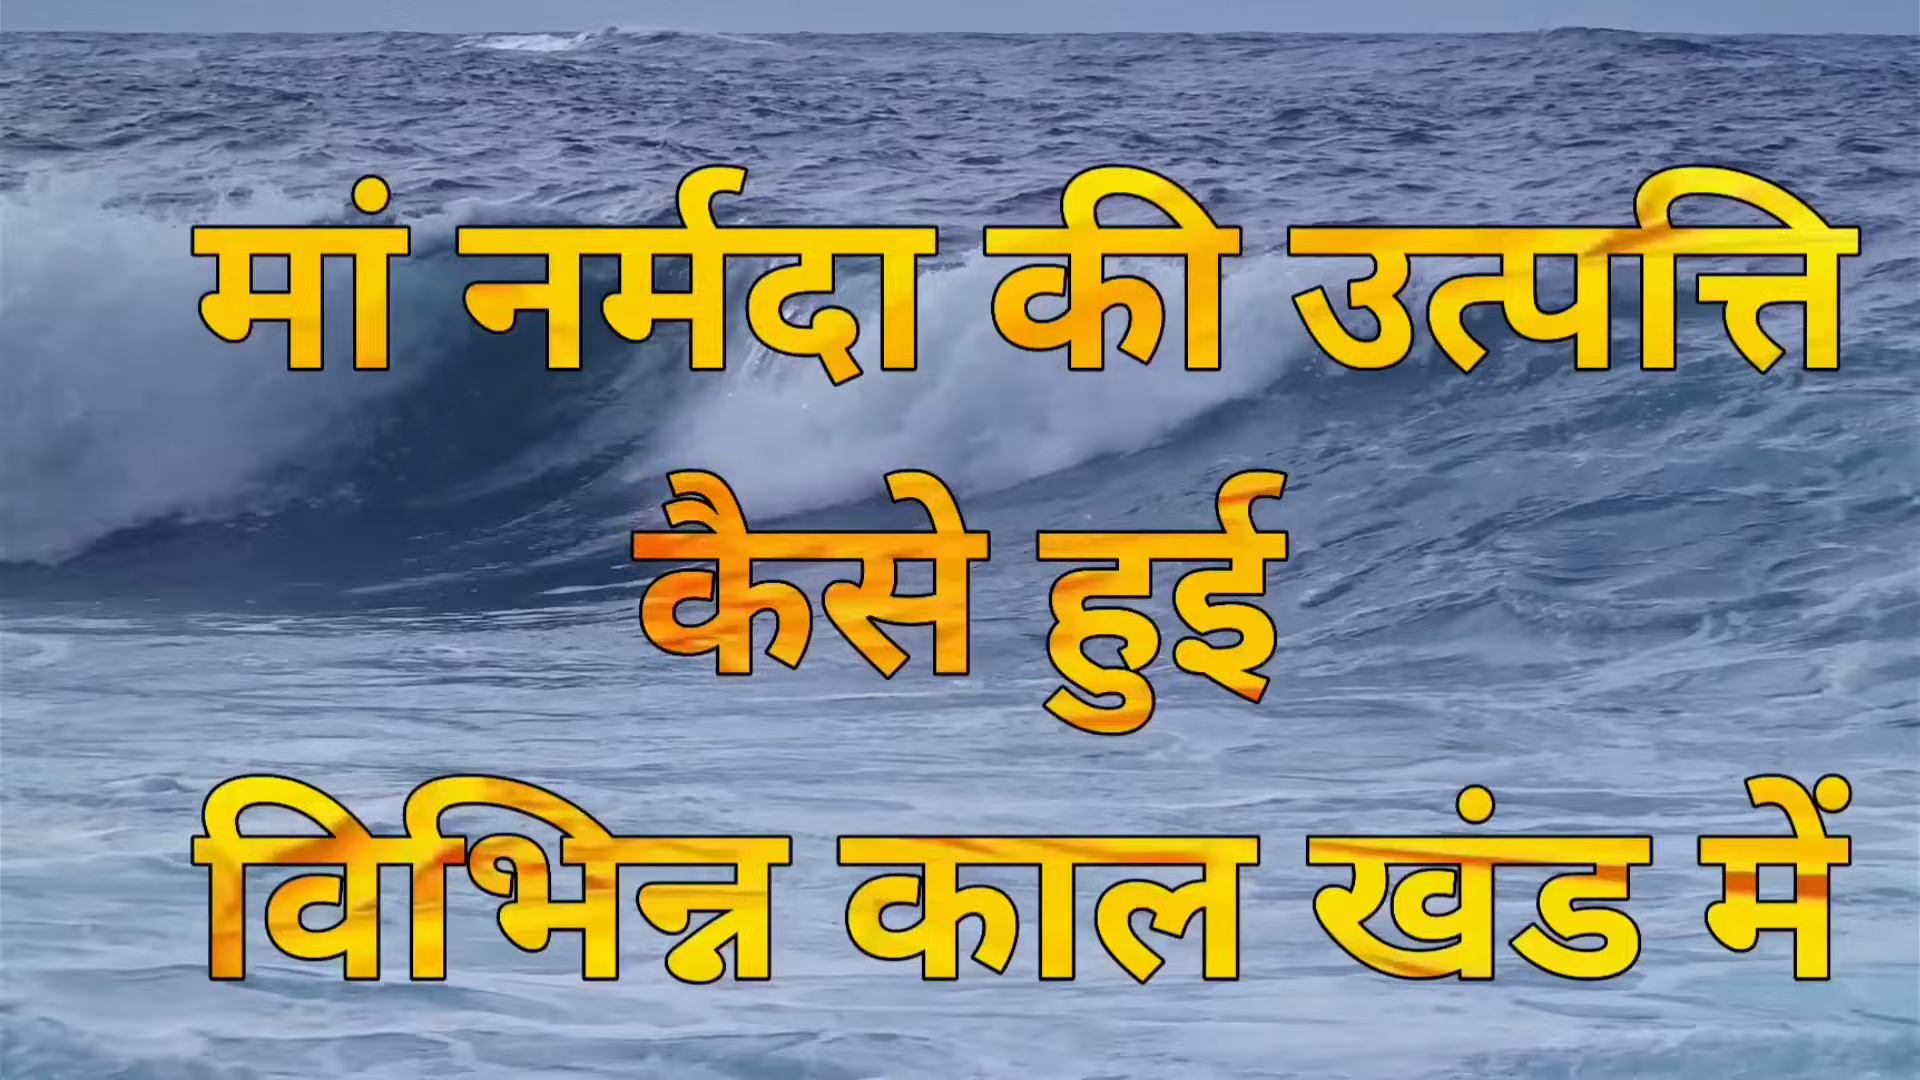 मां नर्मदा की उत्पत्ति
कैसे हुई
विभिन्न काल खंड में